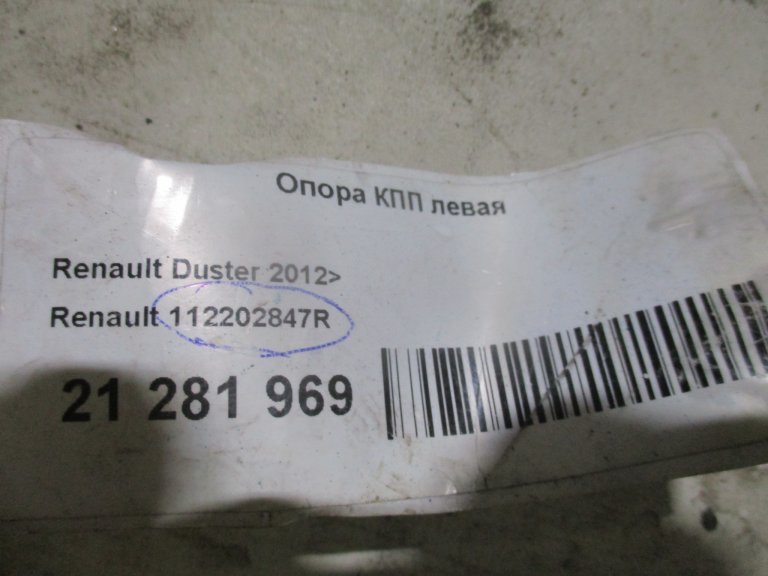 Опора КПП левая
Renault Duster 2012>
Renault 112202847R
21 281 969